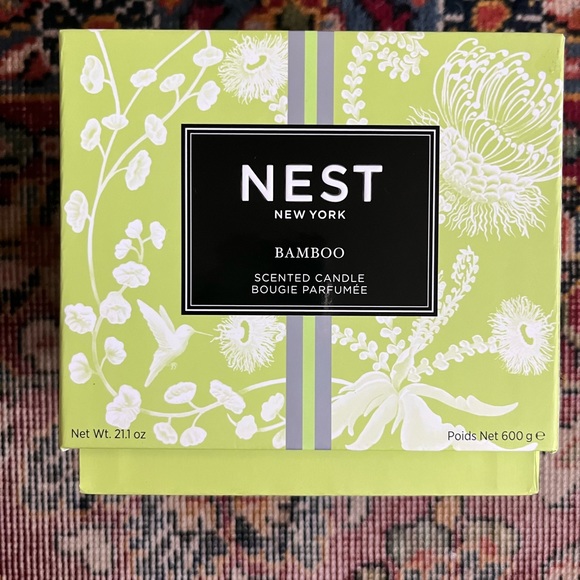 NEST
NEW YORK
BAMBOO
SCENTED CANDLE
BOUGIE PARFUMÉE
Net Wt. 21.1 oz
Poids Net 600 g ℮